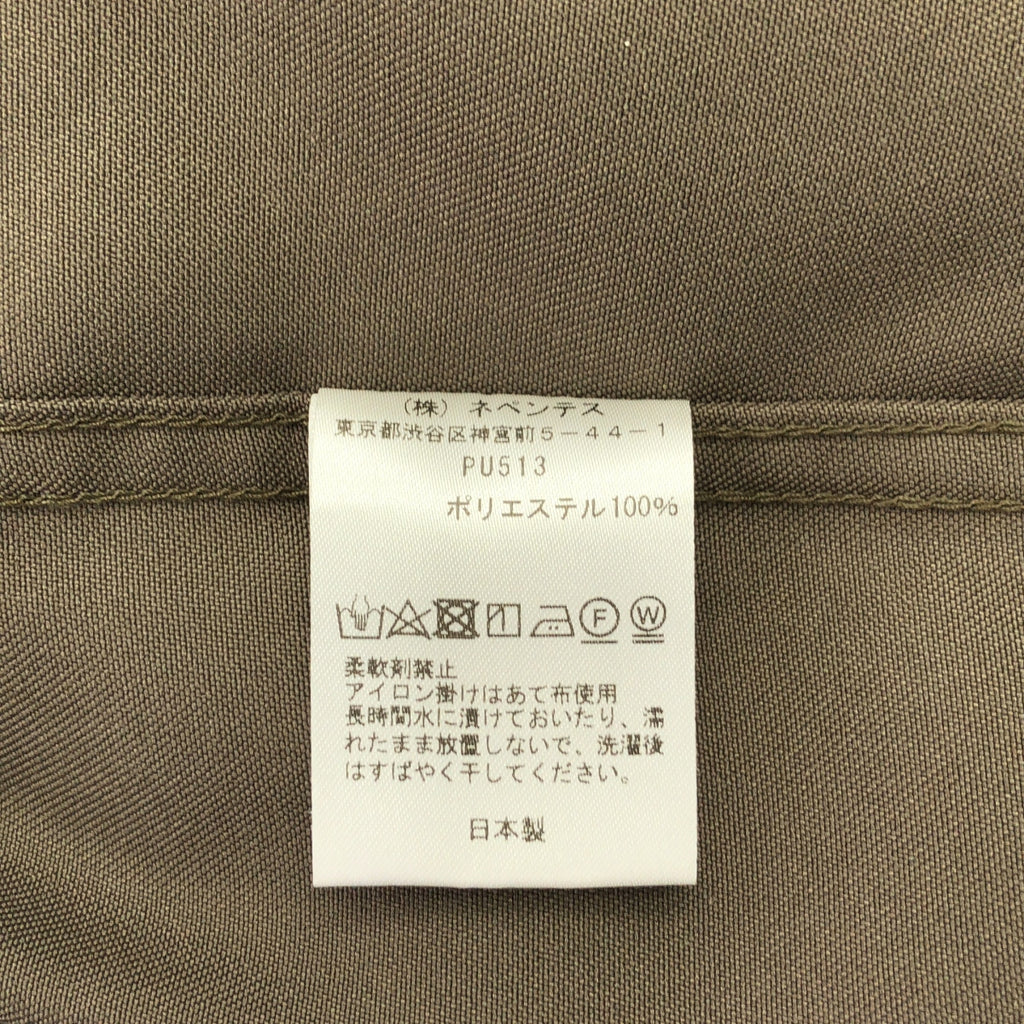 (株) ネペンテス
東京都渋谷区神宮前5-44-1
PU513
ポリエステル100%
F W
柔軟剤禁止
アイロン掛けはあて布使用
長時間水に漬けておいたり、濡
れたまま放置しないで、洗濯後
はすばやく干してください。
日本製